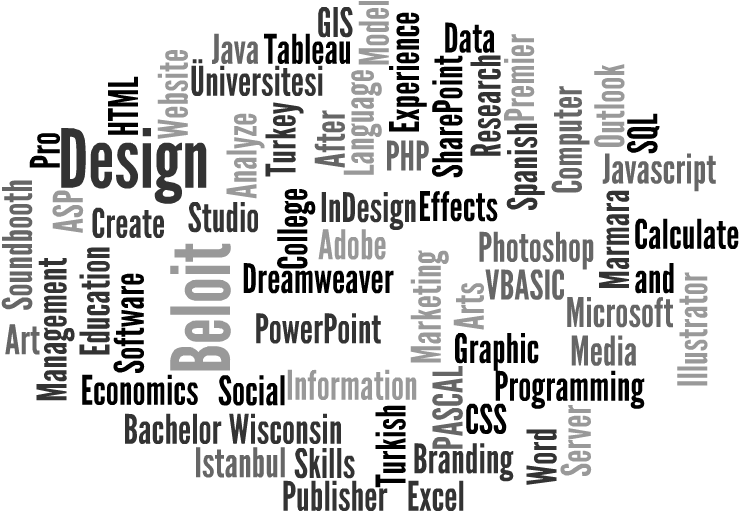 GIS
Model
Java
Tableau
Experience
Data
Website
Üniversitesi
Language
SharePoint
Research
Premier
Outlook
HTML
Turkey
After
PHP
Spanish
Computer
SQL
Pro
Design
Analyze
Javascript
Soundbooth
ASP
Create
Studio
College
InDesign
Effects
Marmara
Calculate
Adobe
Photoshop
Management
Education
Software
Beloit
Dreamweaver
Marketing
VBASIC
and
Art
PowerPoint
Arts
Microsoft
Illustrator
Graphic
Media
Economics
Social
Information
PASCAL
Programming
Bachelor
Wisconsin
Turkish
CSS
Server
Istanbul
Skills
Branding
Word
Publisher
Excel